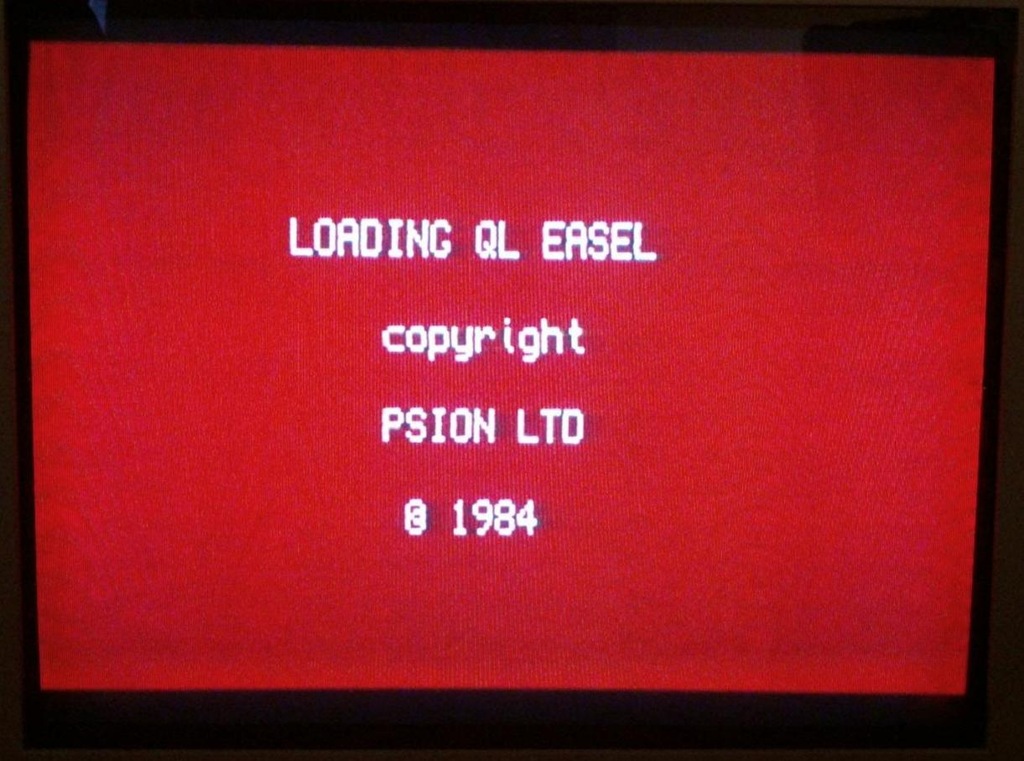 LOADING QL EASEL
copyright
PSION LTD
© 1984